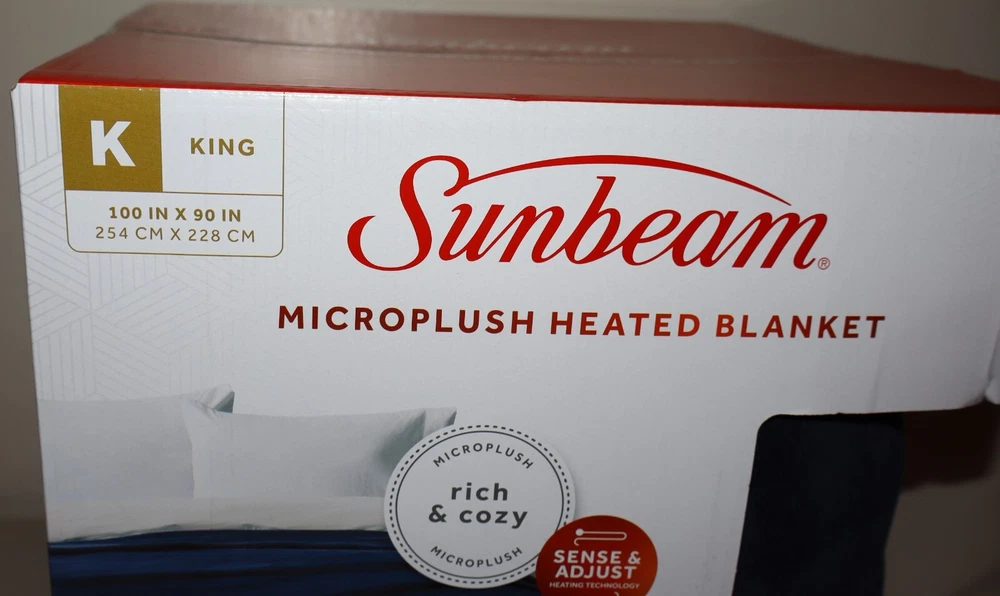 K
KING
100 IN X 90 IN
254 CM X 228 CM
Sunbeam®
MICROPLUSH HEATED BLANKET
MICROPLUSH
rich
& cozy
MICROPLUSH
SENSE &
ADJUST
HEATING TECHNOLOGY